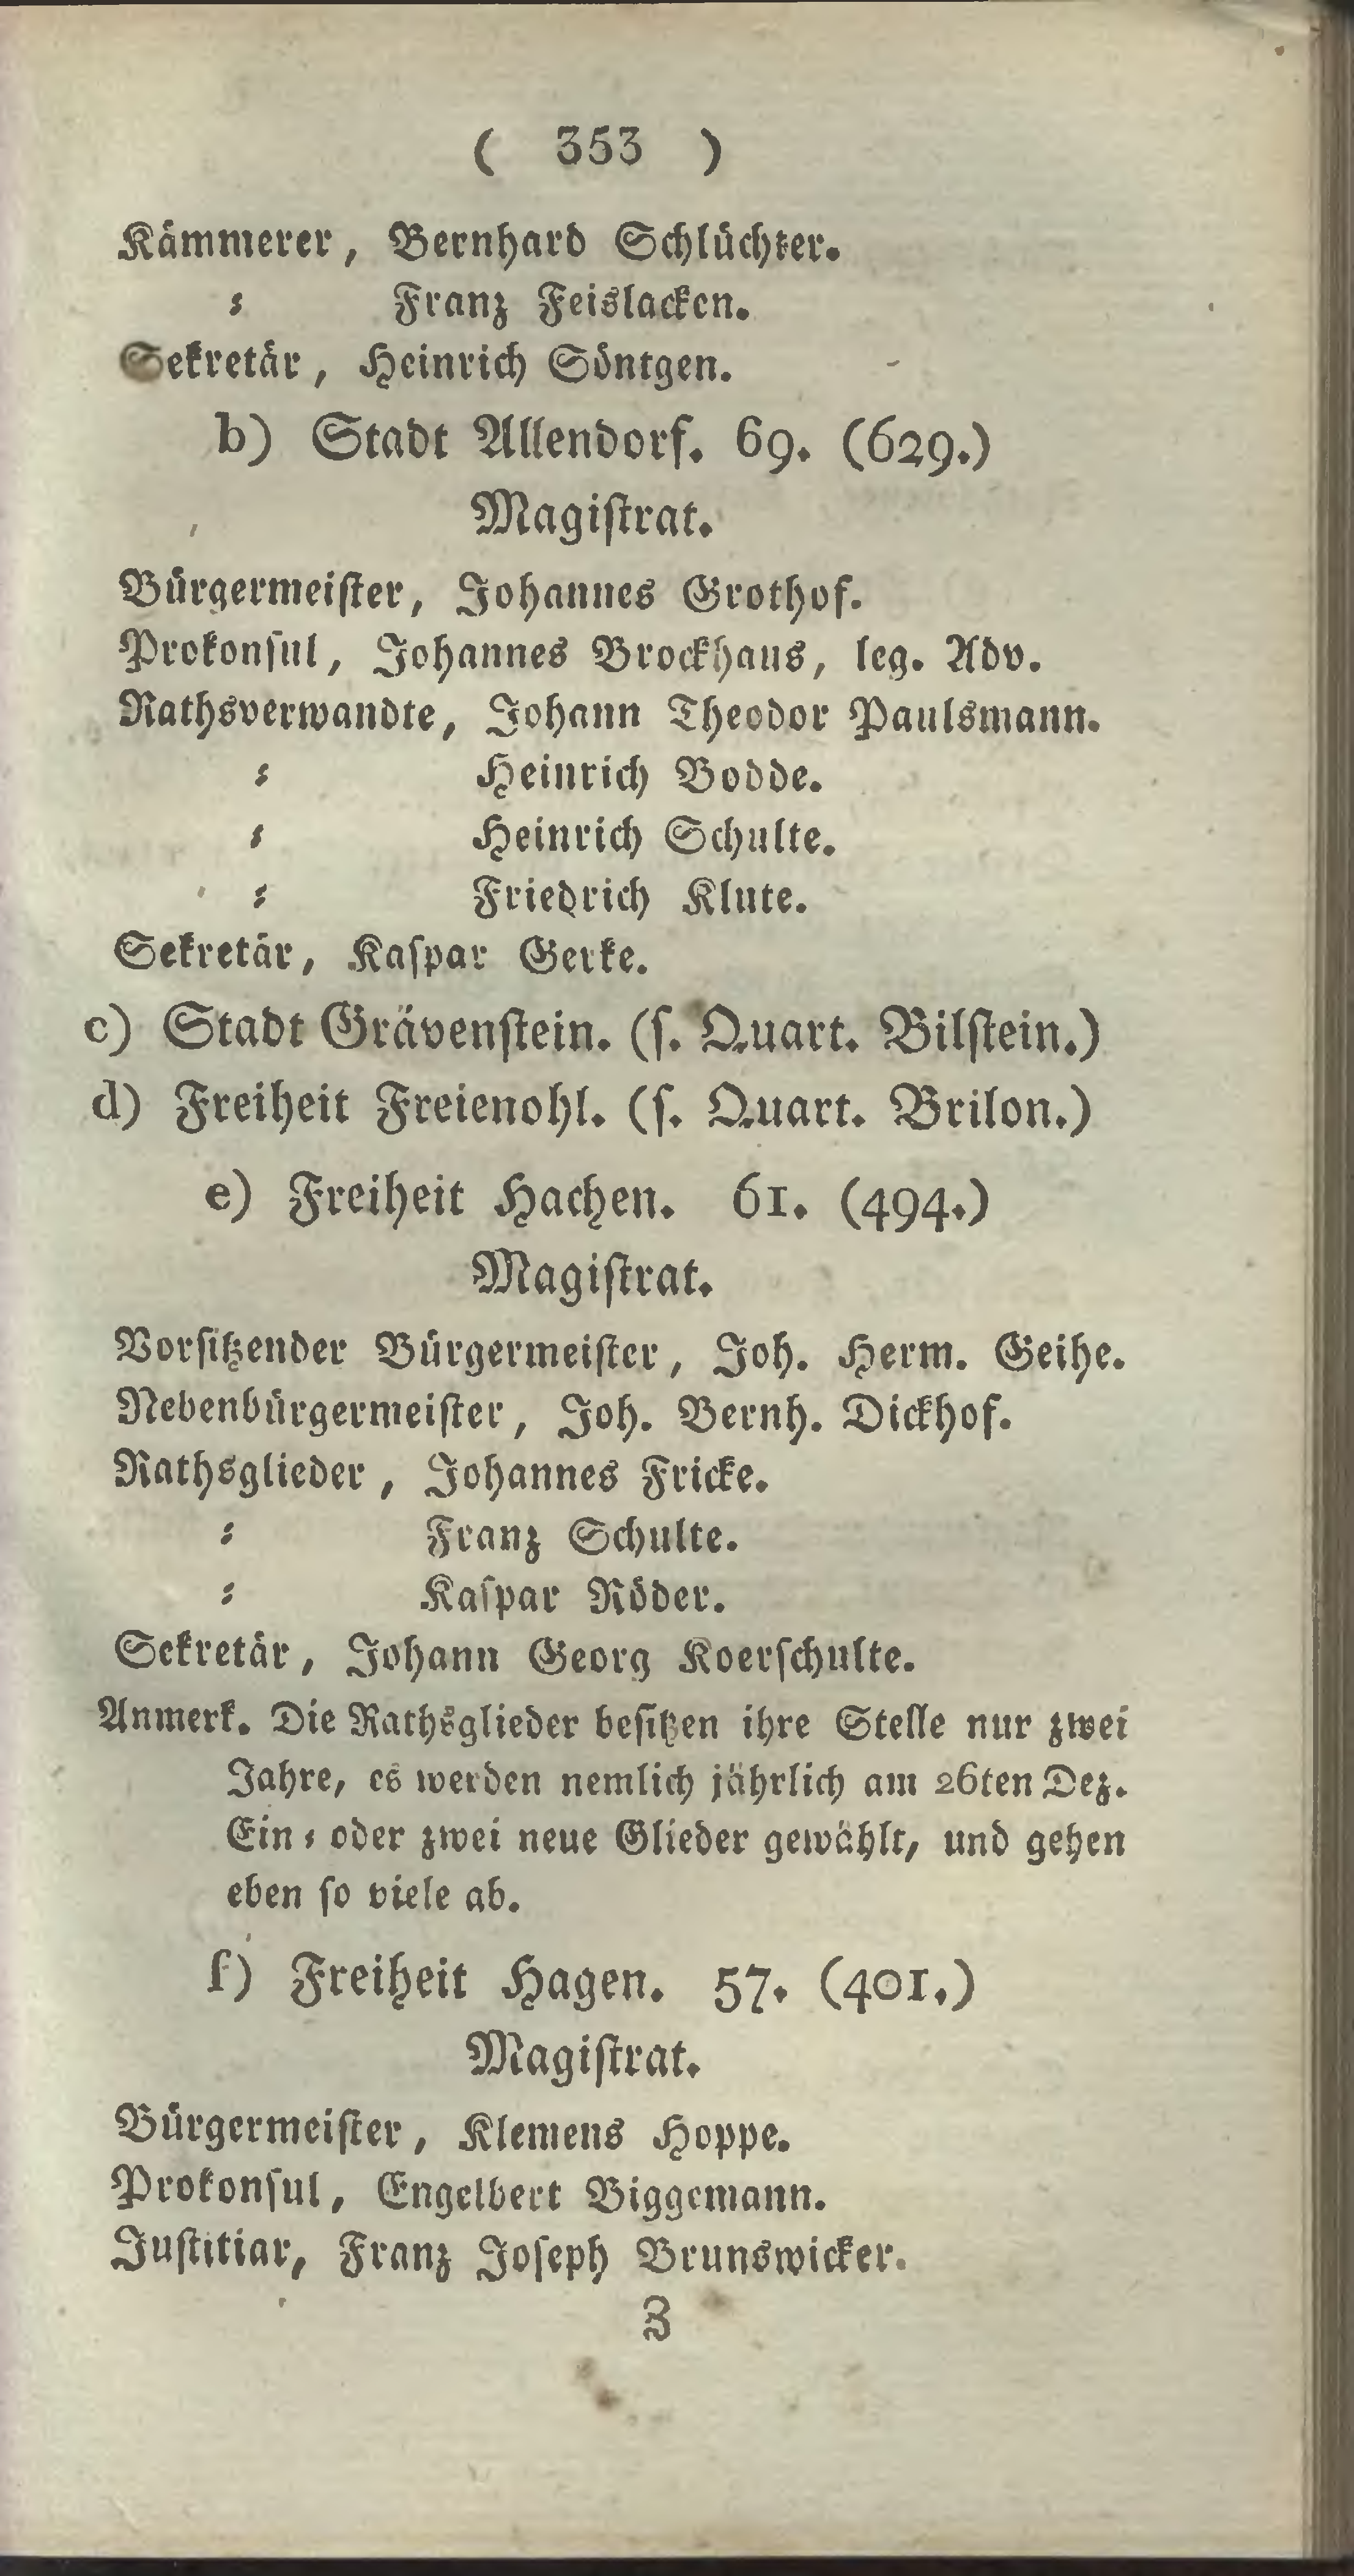 ( 353 )
Kämmerer, Bernhard Schlüchter.
⸗ Franz Feislacken.
Sekretär, Heinrich Söntgen.
b) Stadt Allendorf. 69. (629.)
Magiſtrat.
Bürgermeiſter, Johannes Grothof.
Prokonſul, Johannes Brockhaus, leg. Adv.
Rathsverwandte, Johann Theodor Paulsmann.
⸗ Heinrich Bodde.
⸗ Heinrich Schulte.
⸗ Friedrich Klute.
Sekretär, Kaſpar Gerke.
c) Stadt Grävenſtein. (ſ. Quart. Bilſtein.)
d) Freiheit Freienohl. (ſ. Quart. Brilon.)
e) Freiheit Hachen. 61. (494.)
Magiſtrat.
Vorſitzender Bürgermeiſter, Joh. Herm. Geihe.
Nebenbürgermeiſter, Joh. Bernh. Dickhof.
Rathsglieder, Johannes Fricke.
⸗ Franz Schulte.
⸗ Kaſpar Röder.
Sekretär, Johann Georg Koerſchulte.
Anmerk. Die Rathsglieder beſitzen ihre Stelle nur zwei
Jahre, es werden nemlich jährlich am 26ten Dez.
Ein⸗ oder zwei neue Glieder gewählt, und gehen
eben ſo viele ab.
f) Freiheit Hagen. 57. (401.)
Magiſtrat.
Bürgermeiſter, Klemens Hoppe.
Prokonſul, Engelbert Biggemann.
Juſtitiar, Franz Joſeph Brunswicker.
Z